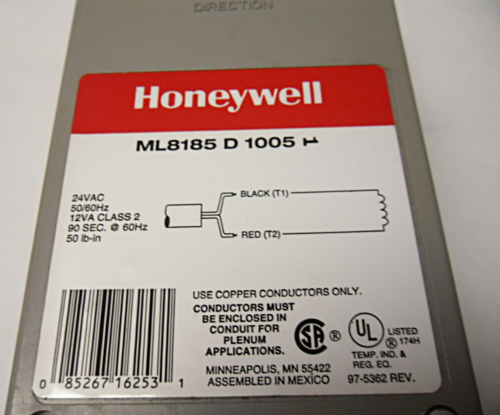 DIRECTION
Honeywell
ML8185 D 1005
24VAC
50/60Hz
12VA CLASS 2
90 SEC. @ 60Hz
50 lb-in
BLACK (T1)
RED (T2)
USE COPPER CONDUCTORS ONLY.
CONDUCTORS MUST
BE ENCLOSED IN
CONDUIT FOR
PLENUM
APPLICATIONS.
SA ®
UL LISTED
® 174H
TEMP. IND. &
REG. EQ.
MINNEAPOLIS, MN 55422
ASSEMBLED IN MEXICO
97-5362 REV.
0 85267 16253 1